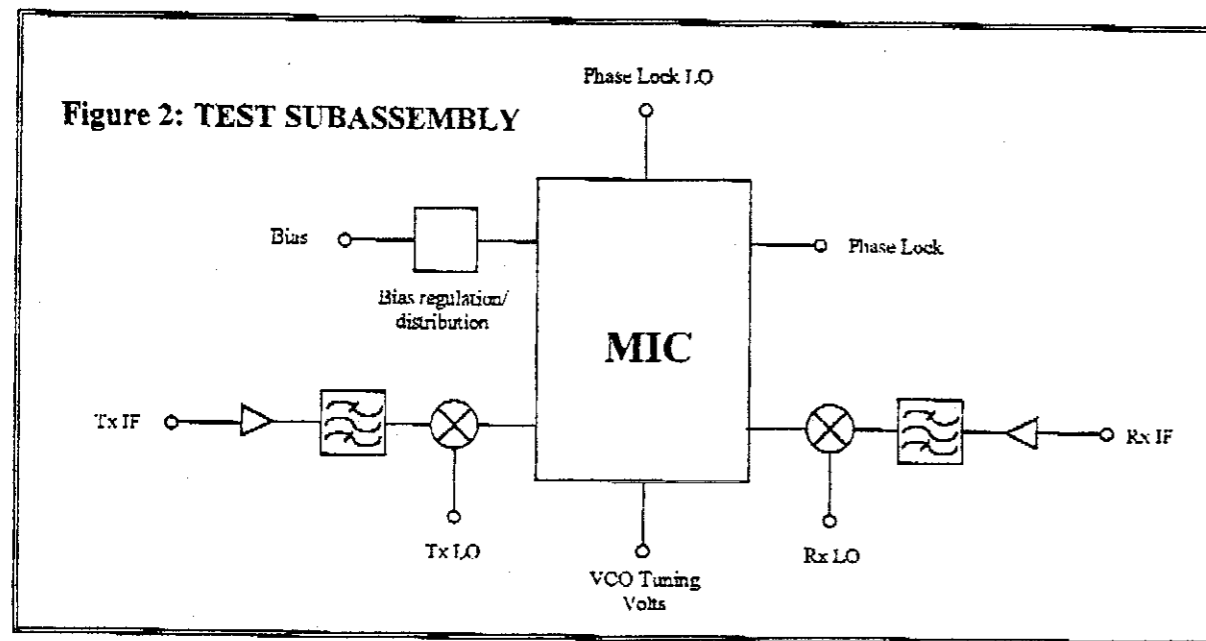 Phase Lock LO
Figure 2: TEST SUBASSEMBLY
Bias
Phase Lock
Bias regulation/
distribution
MIC
Tx IF
Rx IF
Tx LO
Rx LO
VCO Tuning
Volts